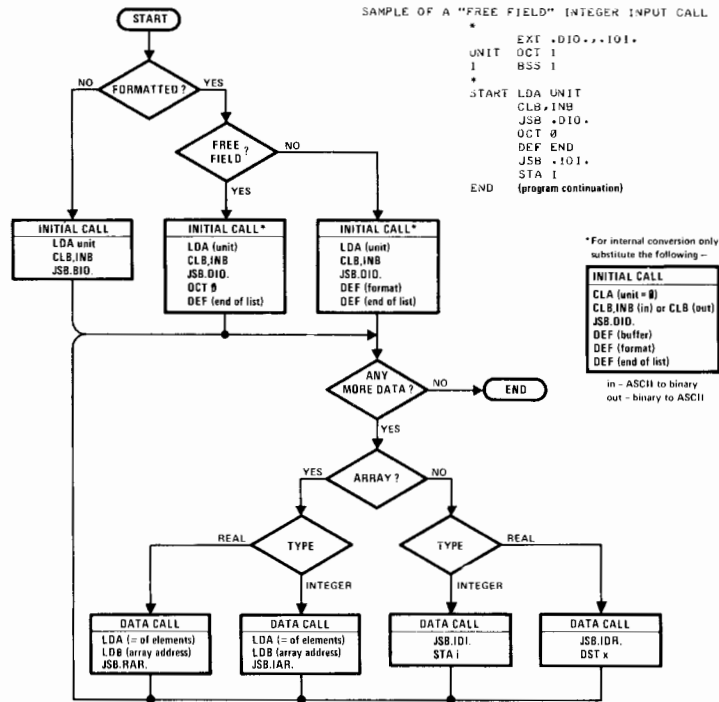 SAMPLE OF A "FREE FIELD" INTEGER INPUT CALL
*
EXT .DIO.,.IOI.
UNIT OCT 1
I BSS 1
*
START LDA UNIT
CLB,INB
JSB .DIO.
OCT 0
DEF END
JSB .IOI.
STA I
END (program continuation)
START
FORMATTED?
NO
YES
FREE FIELD ?
NO
YES
INITIAL CALL
LDA unit
CLB,INB
JSB.BIO.
INITIAL CALL*
LDA (unit)
CLB,INB
JSB.DIO.
OCT 0
DEF (end of list)
INITIAL CALL*
LDA (unit)
CLB,INB
JSB.DIO.
DEF (format)
DEF (end of list)
*For internal conversion only
substitute the following –
INITIAL CALL
CLA (unit = 0)
CLB,INB (in) or CLB (out)
JSB.DIO.
DEF (buffer)
DEF (format)
DEF (end of list)
in – ASCII to binary
out – binary to ASCII
ANY
MORE DATA ?
NO
END
YES
YES
ARRAY ?
NO
REAL
TYPE
INTEGER
TYPE
REAL
INTEGER
DATA CALL
LDA (= of elements)
LDB (array address)
JSB.RAR.
DATA CALL
LDA (= of elements)
LDB (array address)
JSB.IAR.
DATA CALL
JSB.IOI.
STA i
DATA CALL
JSB.IOR.
DST x